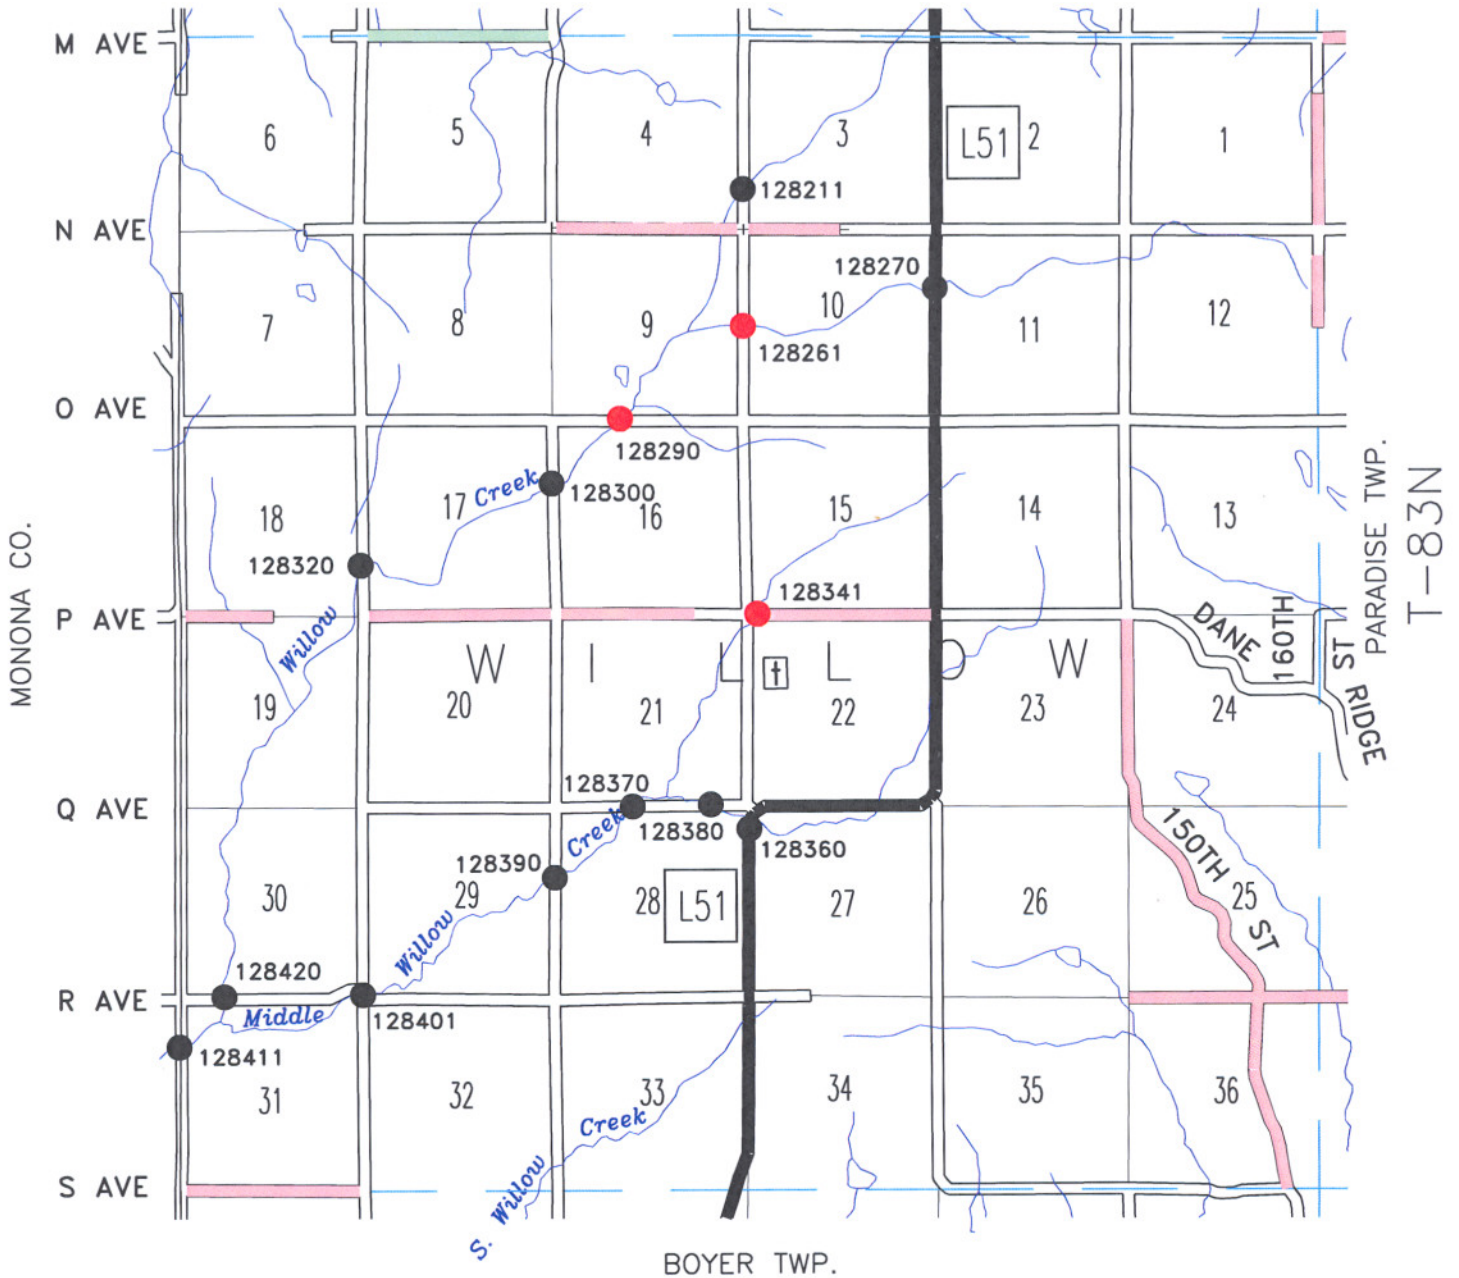 M AVE
6
5
4
3
L51
2
1
128211
N AVE
128270
7
8
9
10
11
12
128261
O AVE
128290
18
17
Creek
128300
16
15
14
13
128320
128341
P AVE
Willow
W I L L O W
DANE
160TH
ST
RIDGE
PARADISE TWP.
T-83N
MONONA CO.
19
20
21
22
23
24
128370
Q AVE
Creek
128380
128360
150TH
ST
128390
30
29
28
L51
27
26
25
Willow
128420
R AVE
Middle
128401
128411
31
32
33
34
35
36
Creek
S AVE
S. Willow
BOYER TWP.